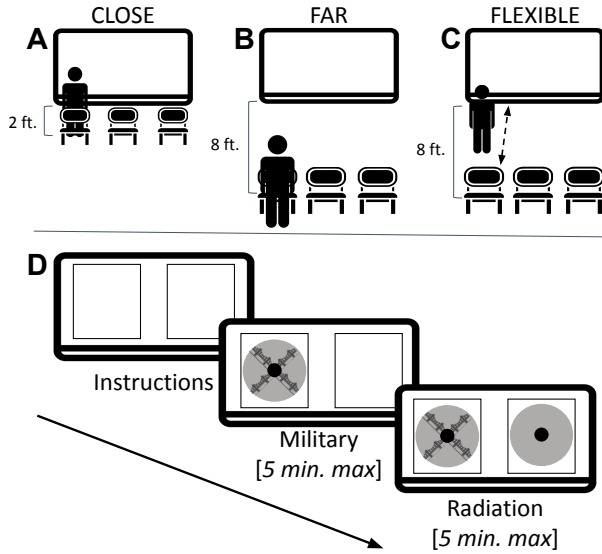 CLOSE
FAR
FLEXIBLE
A
B
C
2 ft.
8 ft.
8 ft.
D
Instructions
Military
[5 min. max]
Radiation
[5 min. max]